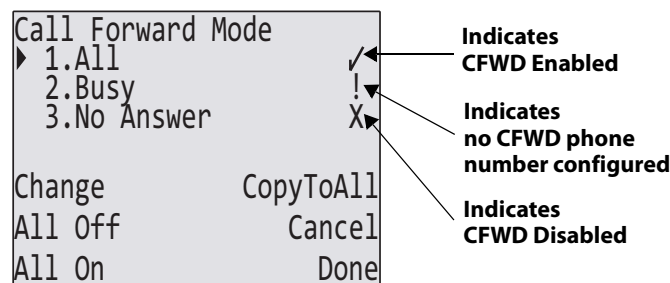 Call Forward Mode
1.All ✓
2.Busy !
3.No Answer X
Change CopyToAll
All Off Cancel
All On Done
Indicates
CFWD Enabled
Indicates
no CFWD phone
number configured
Indicates
CFWD Disabled